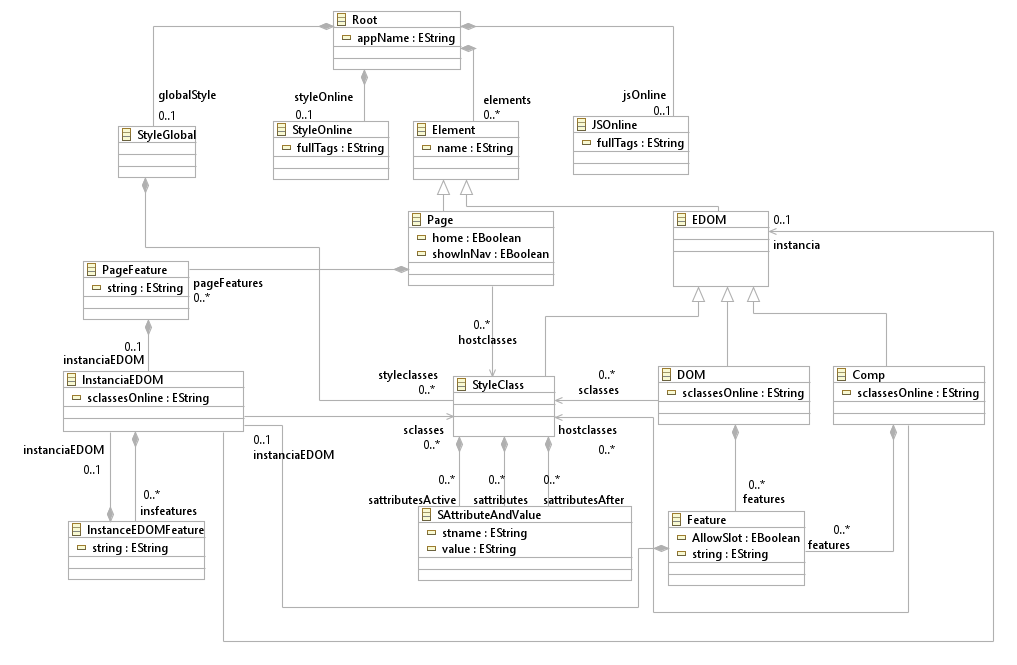 Root
appName : EString
globalStyle
0..1
styleOnline
0..1
elements
0..*
jsOnline
0..1
StyleGlobal
StyleOnline
fullTags : EString
Element
name : EString
JSOnline
fullTags : EString
Page
home : EBoolean
showInNav : EBoolean
EDOM
0..1
instancia
PageFeature
string : EString
pageFeatures
0..*
0..*
hostclasses
0..1
instanciaEDOM
InstanciaEDOM
sclassesOnline : EString
styleclasses
0..*
StyleClass
0..*
sclasses
DOM
sclassesOnline : EString
Comp
sclassesOnline : EString
sclasses
0..*
hostclasses
0..*
0..1
instanciaEDOM
instanciaEDOM
0..1
0..*
insfeatures
0..*
sattributesActive
0..*
sattributes
0..*
sattributesAfter
0..*
features
InstanceEDOMFeature
string : EString
SAttributeAndValue
stname : EString
value : EString
Feature
AllowSlot : EBoolean
string : EString
0..*
features